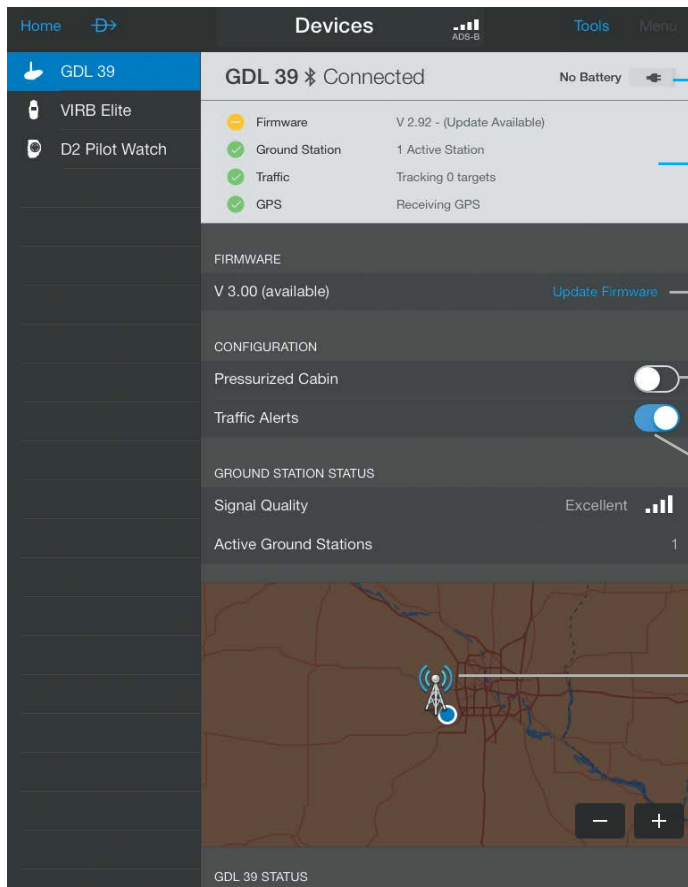 Home Devices ADS-B Tools Menu
GDL 39
VIRB Elite
D2 Pilot Watch
GDL 39 Connected No Battery
Firmware V 2.92 - (Update Available)
Ground Station 1 Active Station
Traffic Tracking 0 targets
GPS Receiving GPS
FIRMWARE
V 3.00 (available) Update Firmware
CONFIGURATION
Pressurized Cabin
Traffic Alerts
GROUND STATION STATUS
Signal Quality Excellent
Active Ground Stations 1
GDL 39 STATUS